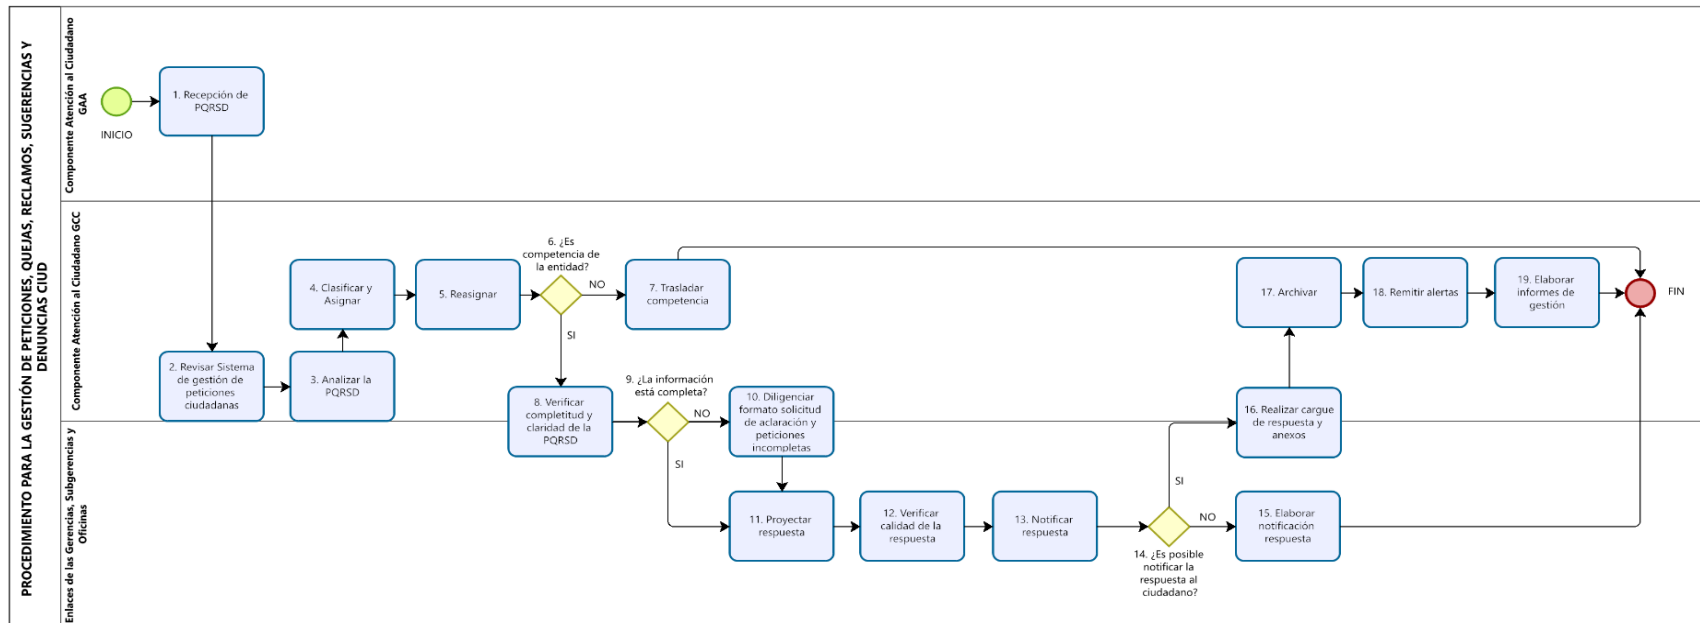 PROCEDIMIENTO PARA LA GESTIÓN DE PETICIONES, QUEJAS, RECLAMOS, SUGERENCIAS Y
DENUNCIAS CIUD
Componente Atención al Ciudadano
GAA
INICIO
1. Recepción de
PQRSD
Componente Atención al Ciudadano GCC
2. Revisar Sistema
de gestión de
peticiones
ciudadanas
3. Analizar la
PQRSD
4. Clasificar y
Asignar
5. Reasignar
6. ¿Es
competencia de
la entidad?
NO
SI
7. Trasladar
competencia
8. Verificar
completitud y
claridad de la
PQRSD
9. ¿La información
está completa?
NO
SI
10. Diligenciar
formato solicitud
de aclaración y
peticiones
incompletas
Enlaces de las Gerencias, Subgerencias y
Oficinas
11. Proyectar
respuesta
12. Verificar
calidad de la
respuesta
13. Notificar
respuesta
14. ¿Es posible
notificar la
respuesta al
ciudadano?
SI
NO
15. Elaborar
notificación
respuesta
16. Realizar cargue
de respuesta y
anexos
17. Archivar
18. Remitir alertas
19. Elaborar
informes de
gestión
FIN